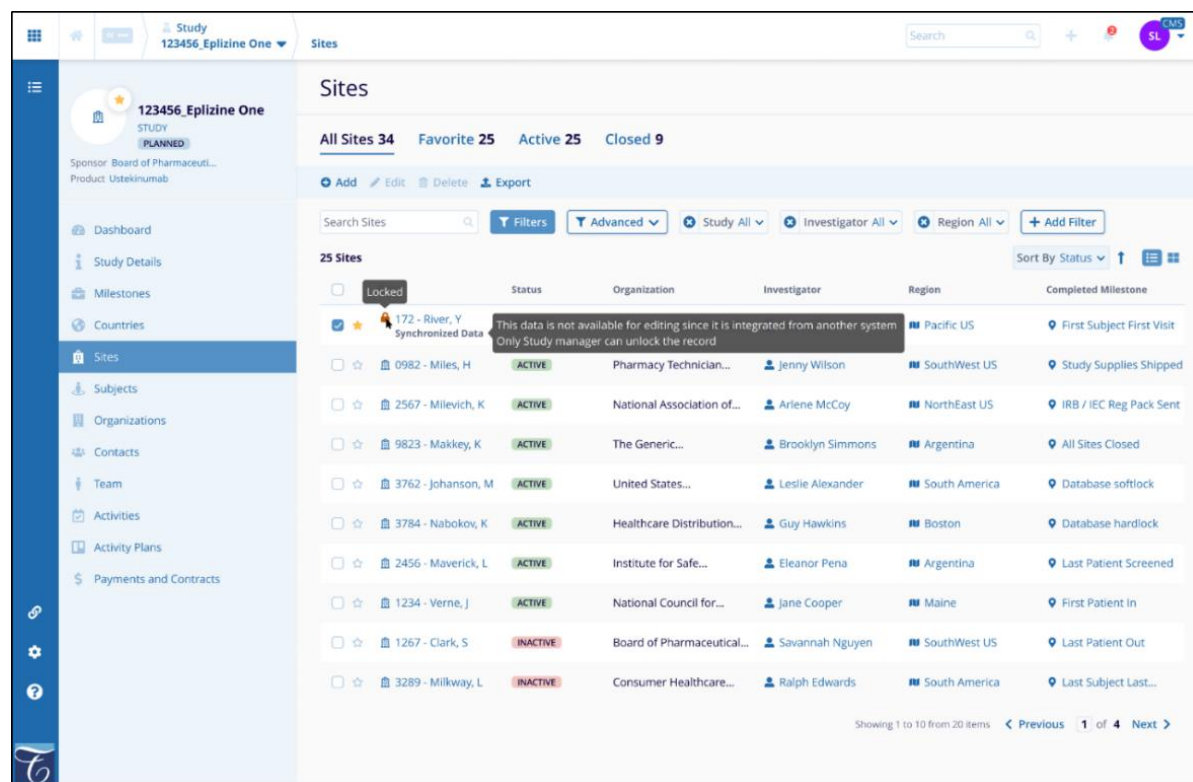 Study
123456_Eplizine One
Sites
Search
2
SL
CMS
123456_Eplizine One
STUDY
PLANNED
Sponsor Board of Pharmaceuti...
Product Ustekinumab
Dashboard
Study Details
Milestones
Countries
Sites
Subjects
Organizations
Contacts
Team
Activities
Activity Plans
Payments and Contracts
Sites
All Sites 34 Favorite 25 Active 25 Closed 9
Add Edit Delete Export
Search Sites Filters Advanced Study All Investigator All Region All + Add Filter
25 Sites Sort By Status
Locked Status Organization Investigator Region Completed Milestone
172 - River, Y Pacific US First Subject First Visit
Synchronized Data
This data is not available for editing since it is integrated from another system
Only Study manager can unlock the record
0982 - Miles, H ACTIVE Pharmacy Technician... Jenny Wilson SouthWest US Study Supplies Shipped
2567 - Milevich, K ACTIVE National Association of... Arlene McCoy NorthEast US IRB / IEC Reg Pack Sent
9823 - Makkey, K ACTIVE The Generic... Brooklyn Simmons Argentina All Sites Closed
3762 - Johanson, M ACTIVE United States... Leslie Alexander South America Database softlock
3784 - Nabokov, K ACTIVE Healthcare Distribution... Guy Hawkins Boston Database hardlock
2456 - Maverick, L ACTIVE Institute for Safe... Eleanor Pena Argentina Last Patient Screened
1234 - Verne, J ACTIVE National Council for... Jane Cooper Maine First Patient In
1267 - Clark, S INACTIVE Board of Pharmaceutical... Savannah Nguyen SouthWest US Last Patient Out
3289 - Milkway, L INACTIVE Consumer Healthcare... Ralph Edwards South America Last Subject Last...
Showing 1 to 10 from 20 items Previous 1 of 4 Next